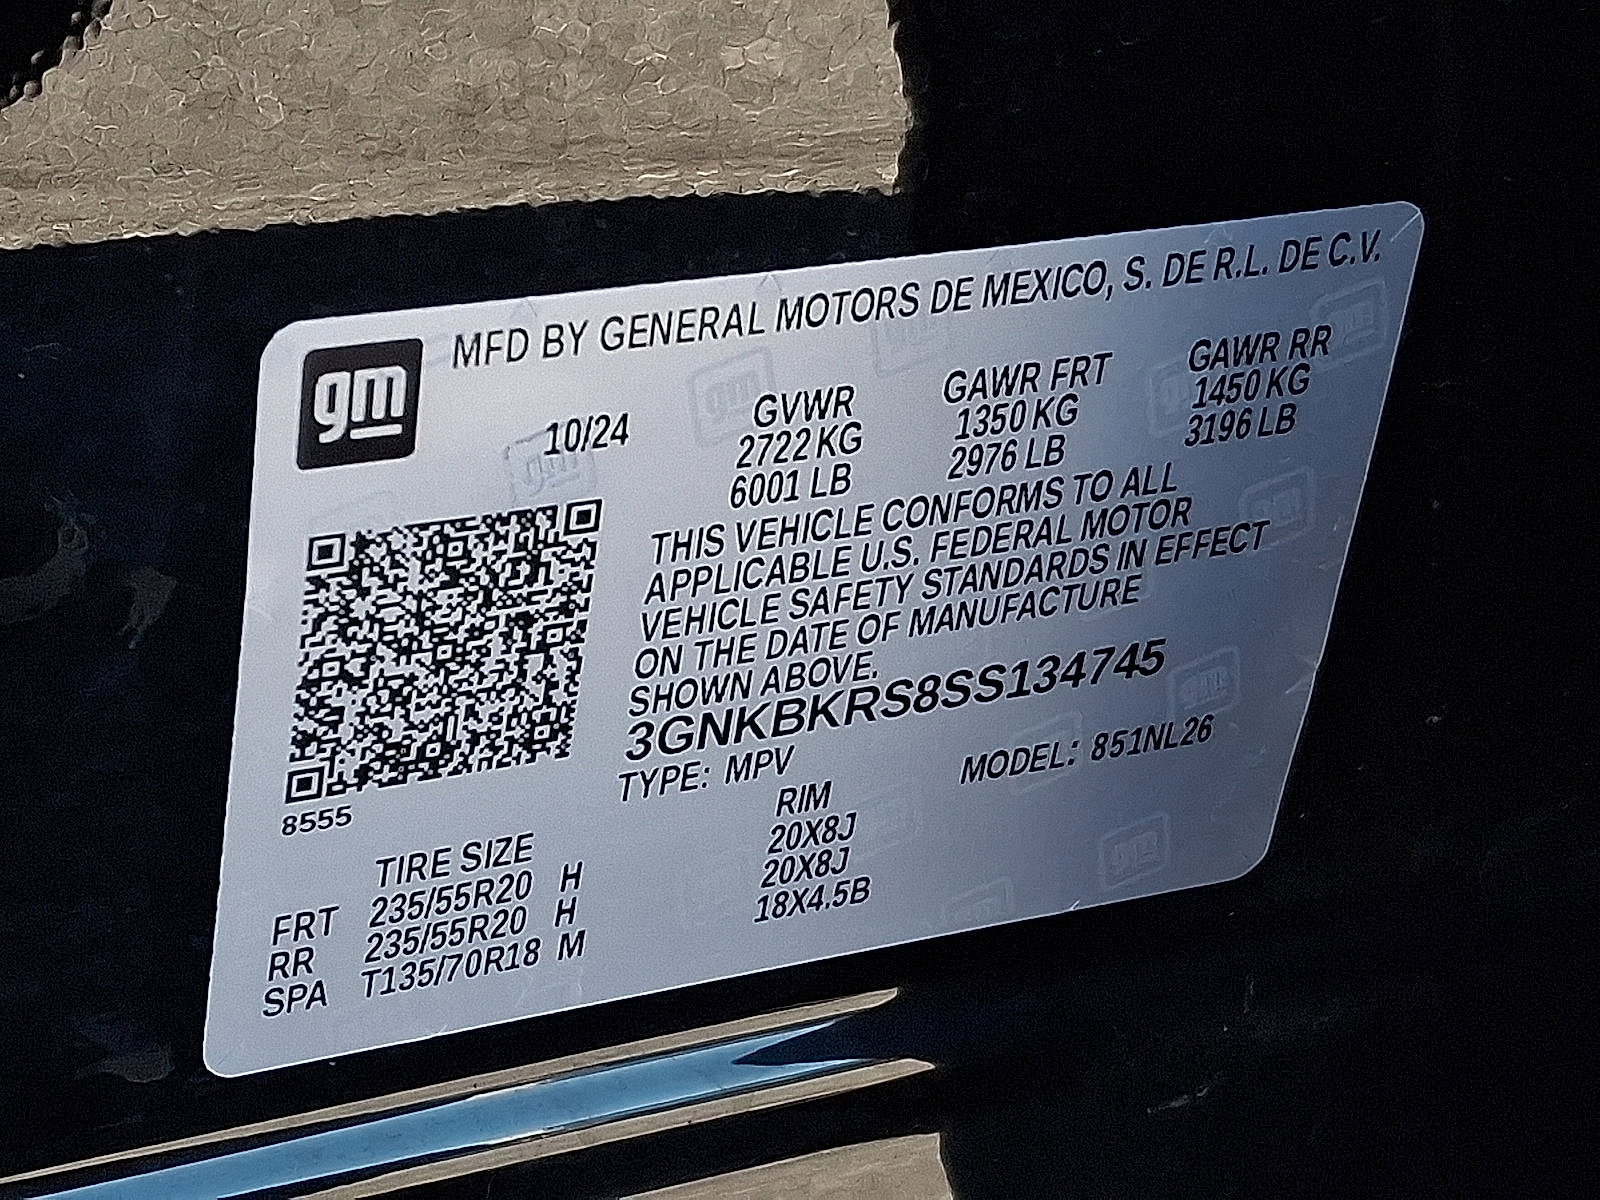 gm
MFD BY GENERAL MOTORS DE MEXICO, S. DE R.L. DE C.V.
10/24 GVWR GAWR FRT GAWR RR
2722 KG 1350 KG 1450 KG
6001 LB 2976 LB 3196 LB
THIS VEHICLE CONFORMS TO ALL
APPLICABLE U.S. FEDERAL MOTOR
VEHICLE SAFETY STANDARDS IN EFFECT
ON THE DATE OF MANUFACTURE
SHOWN ABOVE.
3GNKBKRS8SS134745
TYPE: MPV MODEL: 851NL26
8555
TIRE SIZE RIM
FRT 235/55R20 H 20X8J
RR 235/55R20 H 20X8J
SPA T135/70R18 M 18X4.5B